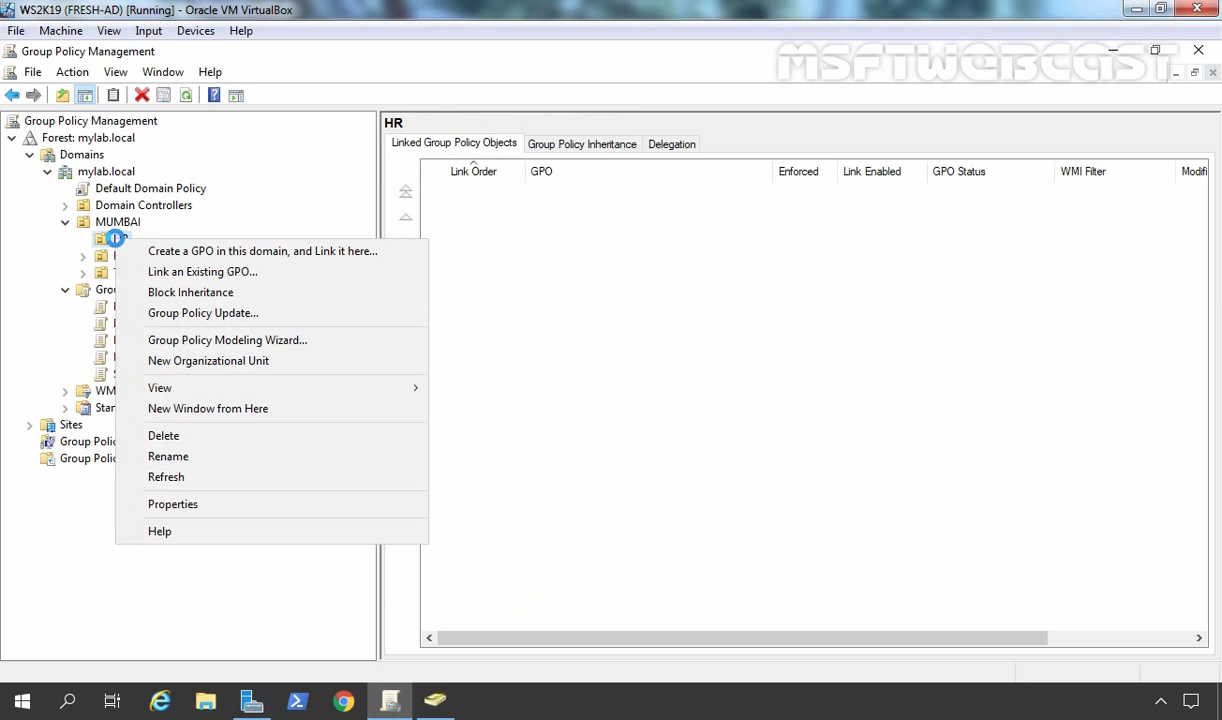 WS2K19 (FRESH-AD) [Running] - Oracle VM VirtualBox
File Machine View Input Devices Help
Group Policy Management
MSFTWEBCAST
File Action View Window Help
Group Policy Management
Forest: mylab.local
Domains
mylab.local
Default Domain Policy
Domain Controllers
MUMBAI
Sites
Create a GPO in this domain, and Link it here...
Link an Existing GPO...
Block Inheritance
Group Policy Update...
Group Policy Modeling Wizard...
New Organizational Unit
View
New Window from Here
Delete
Rename
Refresh
Properties
Help
HR
Linked Group Policy Objects Group Policy Inheritance Delegation
Link Order GPO Enforced Link Enabled GPO Status WMI Filter Modifi